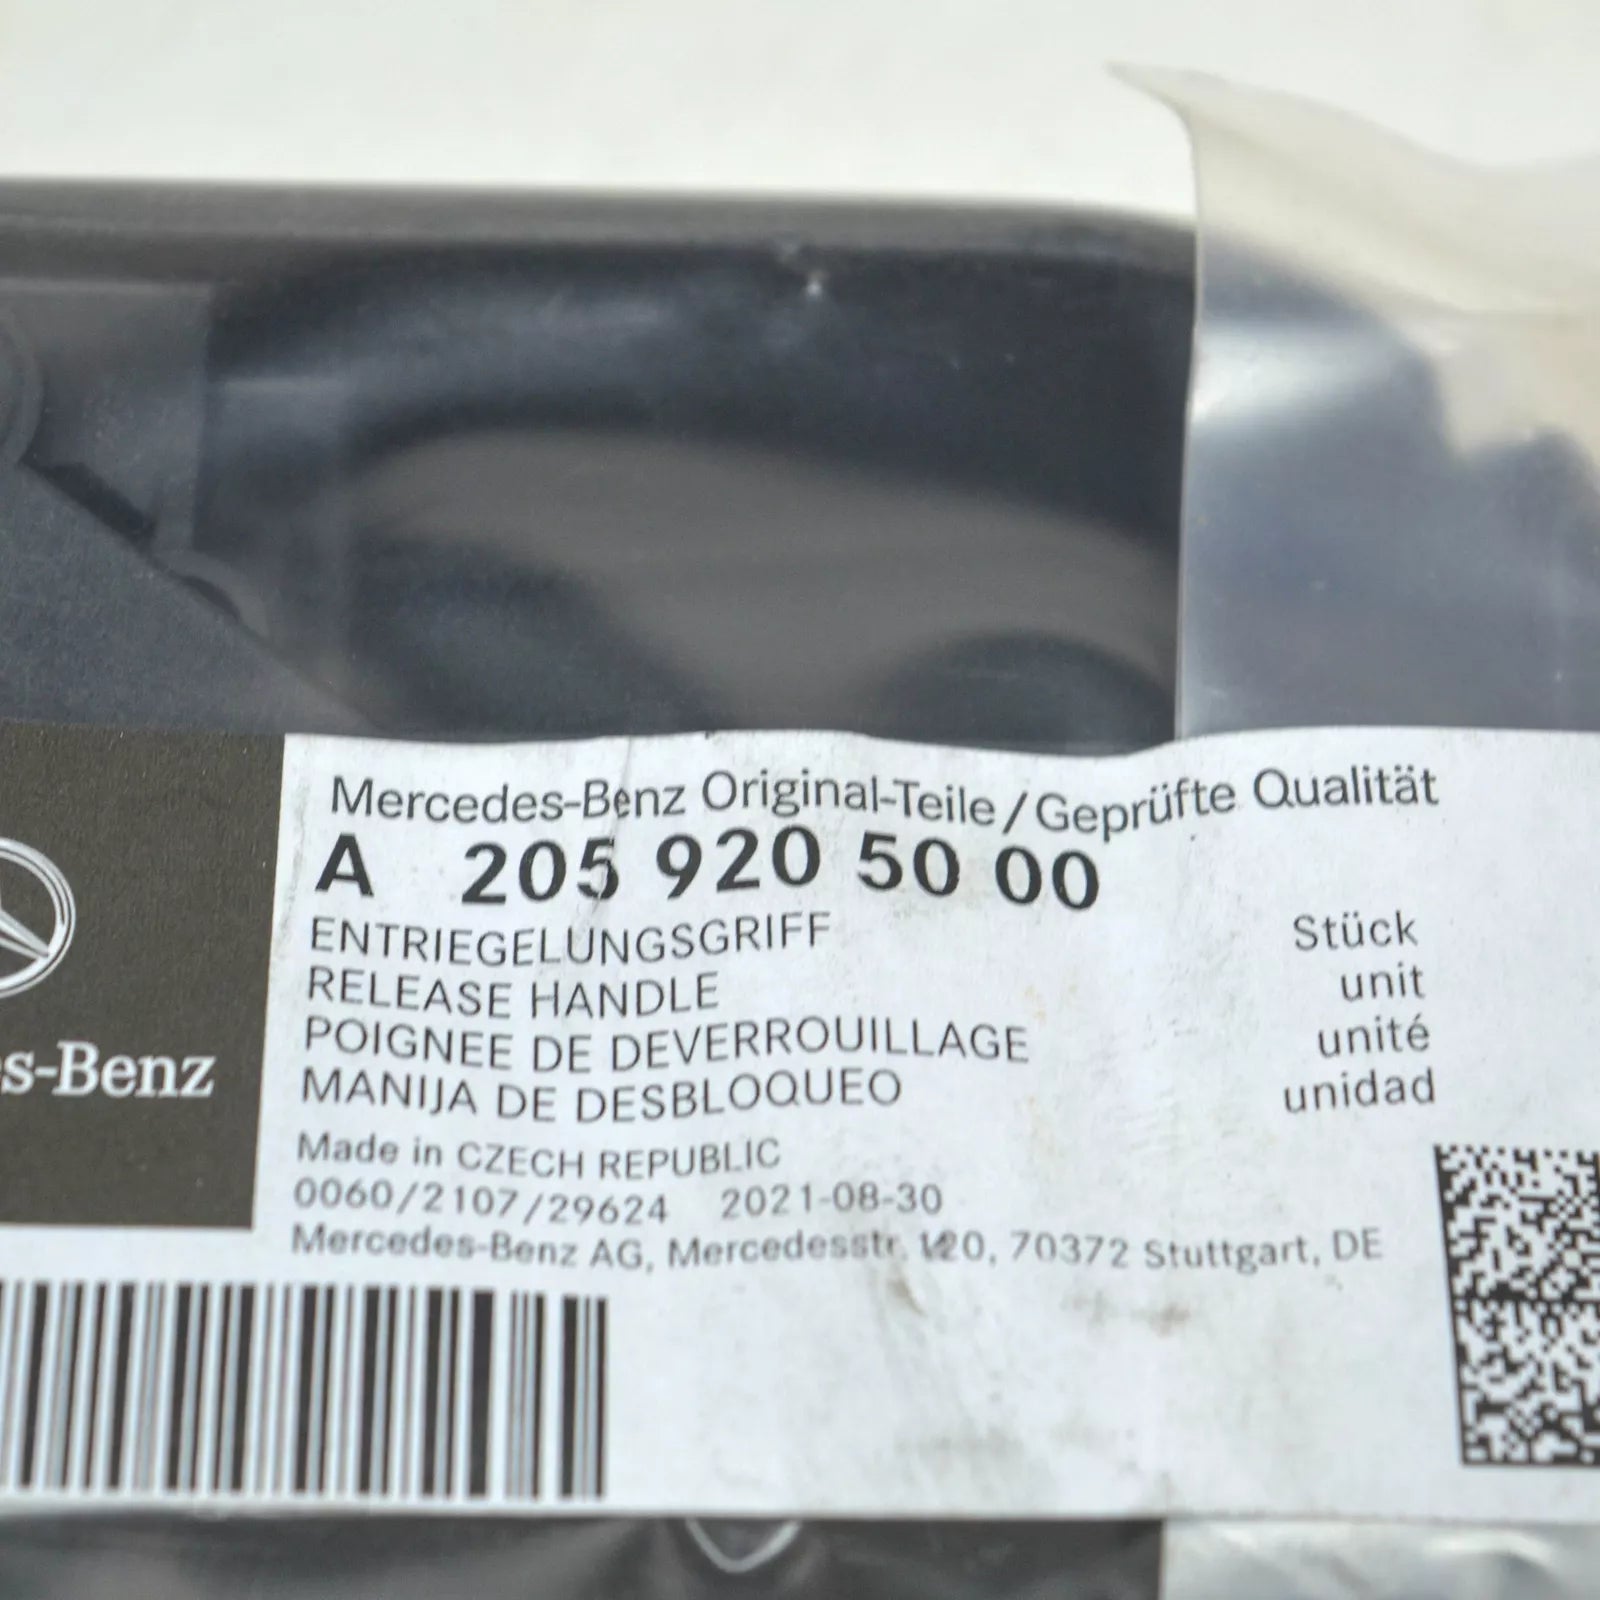 Mercedes-Benz Original-Teile / Geprüfte Qualität
A 205 920 50 00
ENTRIEGELUNGSGRIFF Stück
RELEASE HANDLE unit
POIGNEE DE DEVERROUILLAGE unité
MANIJA DE DESBLOQUEO unidad
s-Benz
Made in CZECH REPUBLIC
0060/2107/29624 2021-08-30
Mercedes-Benz AG, Mercedesstr. 120, 70372 Stuttgart, DE